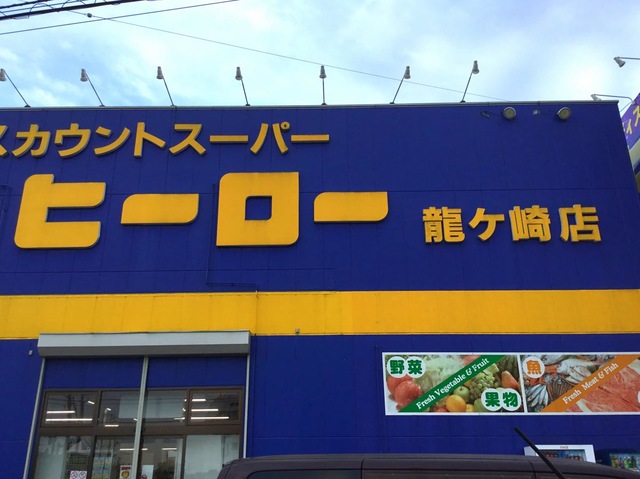 スカウントスーパー
ヒーロー
龍ケ崎店
野菜
Fresh Vegetable & Fruit
果物
魚
Fresh Meat & Fish